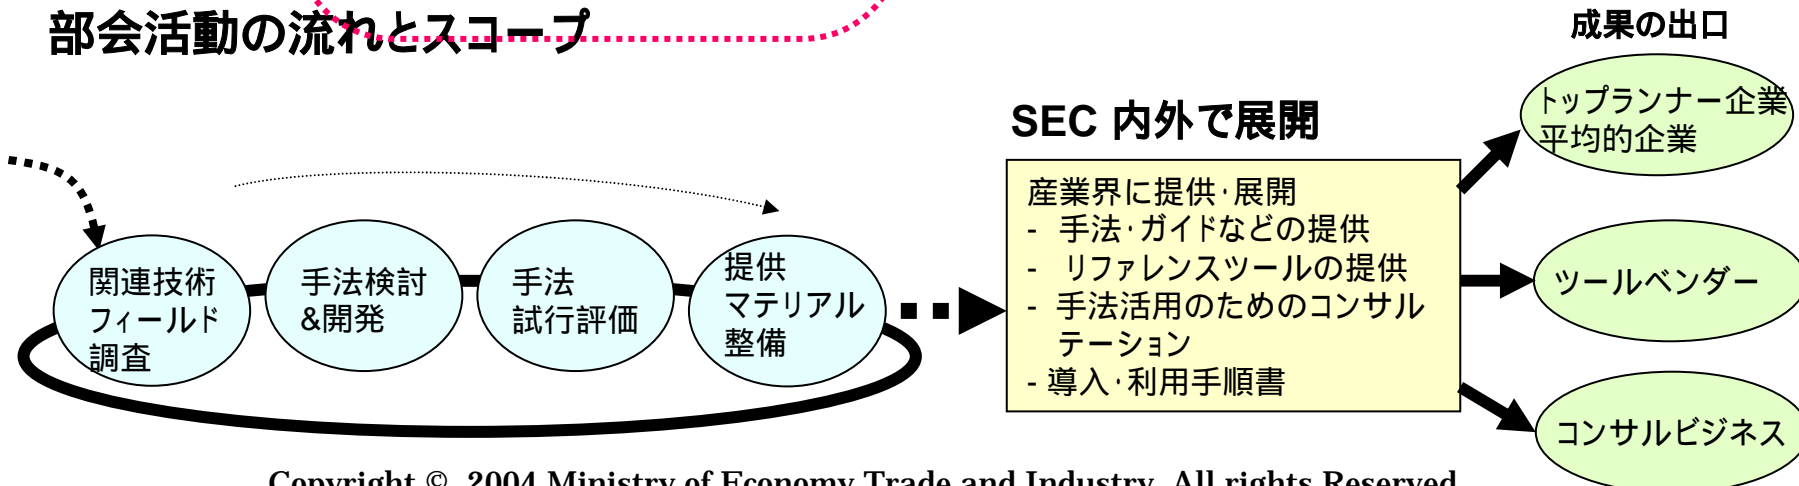 部会活動の流れとスコープ
成果の出口
トップランナー企業
平均的企業
SEC 内外で展開
産業界に提供・展開
- 手法・ガイドなどの提供
- リファレンスツールの提供
- 手法活用のためのコンサル
テーション
- 導入・利用手順書
関連技術
フィールド
調査
手法検討
&開発
手法
試行評価
提供
マテリアル
整備
ツールベンダー
コンサルビジネス
Copyright © 2004 Ministry of Economy Trade and Industry. All rights Reserved